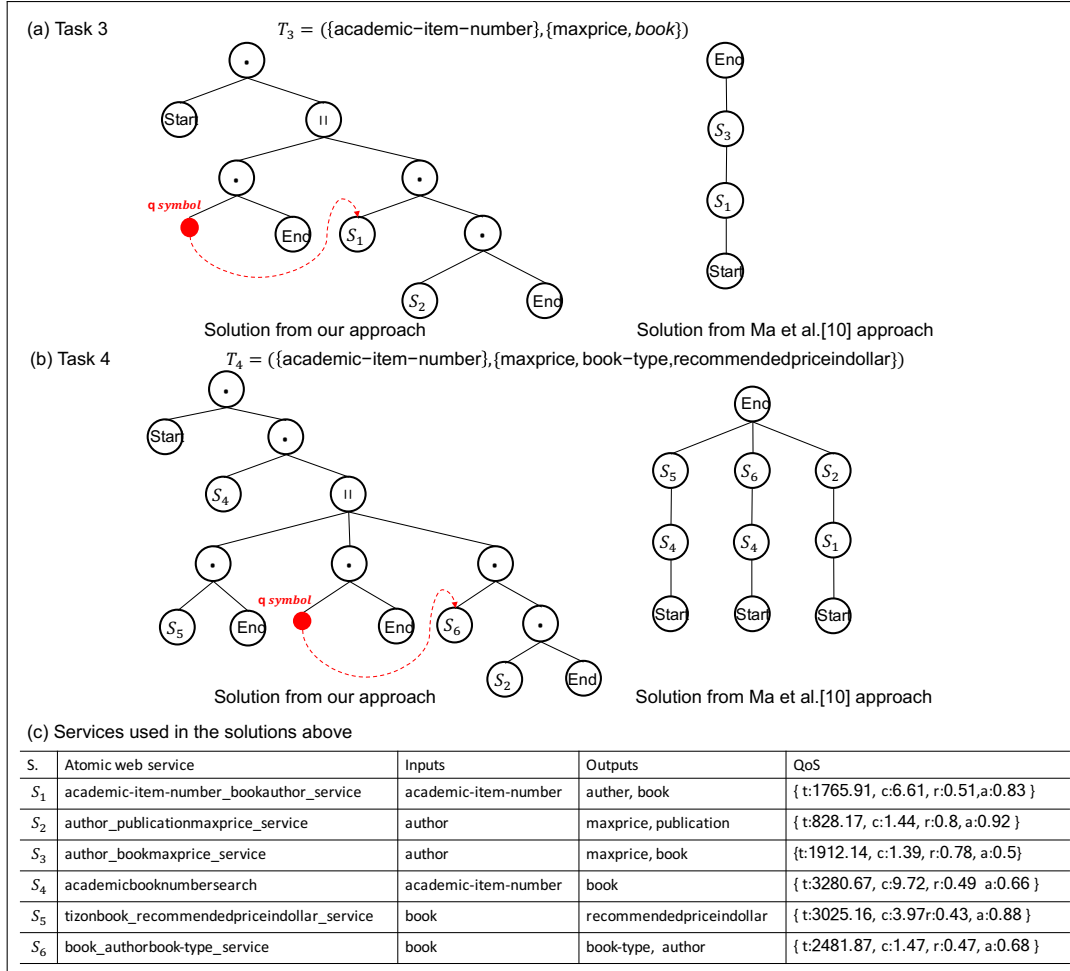 (a) Task 3 T₃ = ({academic−item−number},{maxprice, book})
•
End
Start
||
S₃
•
•
q symbol
End
S₁
S₁
•
Start
S₂
End
Solution from our approach
Solution from Ma et al.[10] approach
(b) Task 4 T₄ = ({academic−item−number},{maxprice, book−type,recommendedpriceindollar})
•
End
Start
•
S₅ S₆ S₂
S₄
||
S₄ S₄ S₁
• • •
q symbol
S₅
End
End
S₆
•
Start Start Start
S₂
End
Solution from our approach
Solution from Ma et al.[10] approach
(c) Services used in the solutions above
S. Atomic web service Inputs Outputs QoS
S₁ academic-item-number_bookauthor_service academic-item-number auther, book { t:1765.91, c:6.61, r:0.51,a:0.83 }
S₂ author_publicationmaxprice_service author maxprice, publication { t:828.17, c:1.44, r:0.8, a:0.92 }
S₃ author_bookmaxprice_service author maxprice, book {t:1912.14, c:1.39, r:0.78, a:0.5}
S₄ academicbooknumbersearch academic-item-number book { t:3280.67, c:9.72, r:0.49 a:0.66 }
S₅ tizonbook_recommendedpriceindollar_service book recommendedpriceindollar { t:3025.16, c:3.97r:0.43, a:0.88 }
S₆ book_authorbook-type_service book book-type, author { t:2481.87, c:1.47, r:0.47, a:0.68 }